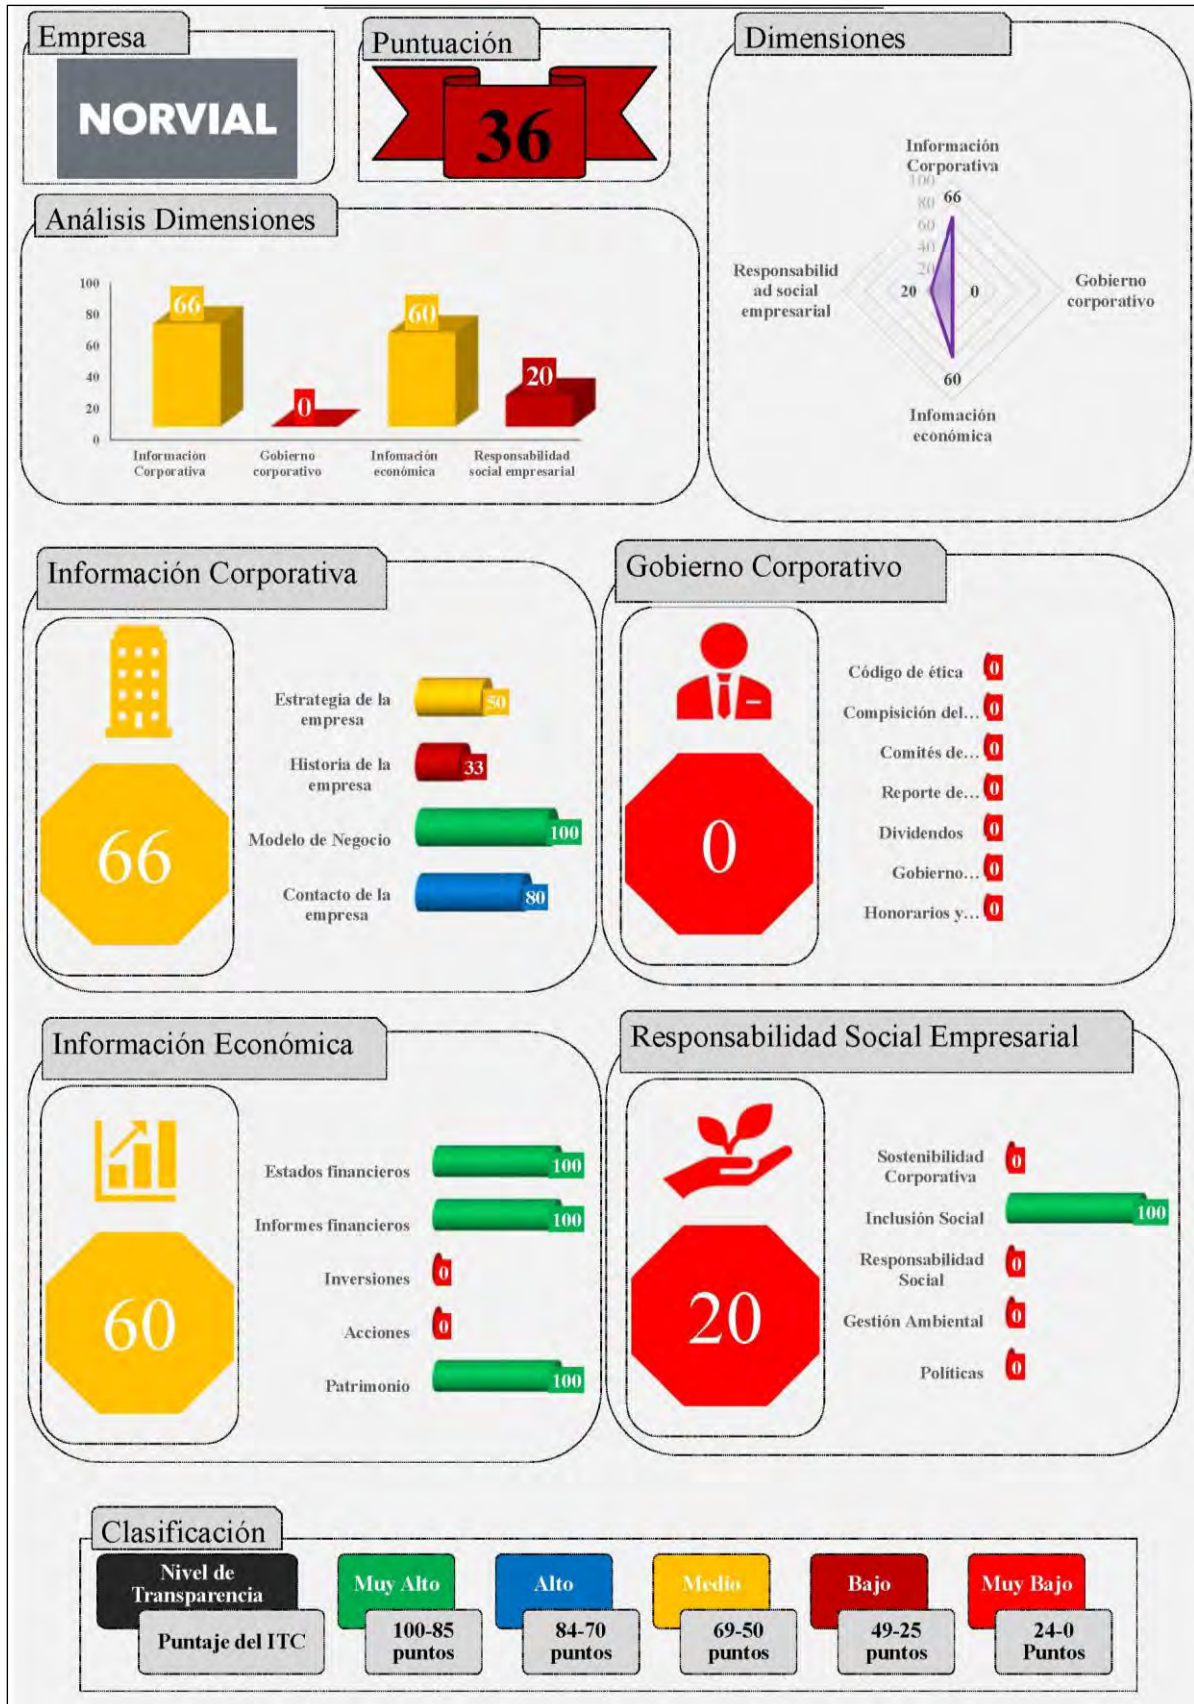 Empresa
NORVIAL
Puntuación
36
Dimensiones
Información
Corporativa
100
80
60
40
20
66
Responsabilid
ad social
empresarial
20
0
Gobierno
corporativo
60
Infomación
económica
Análisis Dimensiones
100
80
60
40
20
0
66
0
60
20
Información
Corporativa
Gobierno
corporativo
Infomación
económica
Responsabilidad
social empresarial
Información Corporativa
66
Estrategia de la
empresa
50
Historia de la
empresa
33
Modelo de Negocio
100
Contacto de la
empresa
80
Gobierno Corporativo
0
Código de ética
0
Compisición del...
0
Comités de...
0
Reporte de...
0
Dividendos
0
Gobierno...
0
Honorarios y...
0
Información Económica
60
Estados financieros
100
Informes financieros
100
Inversiones
0
Acciones
0
Patrimonio
100
Responsabilidad Social Empresarial
20
Sostenibilidad
Corporativa
0
Inclusión Social
100
Responsabilidad
Social
0
Gestión Ambiental
0
Políticas
0
Clasificación
Nivel de
Transparencia
Puntaje del ITC
Muy Alto
100-85
puntos
Alto
84-70
puntos
Medio
69-50
puntos
Bajo
49-25
puntos
Muy Bajo
24-0
Puntos